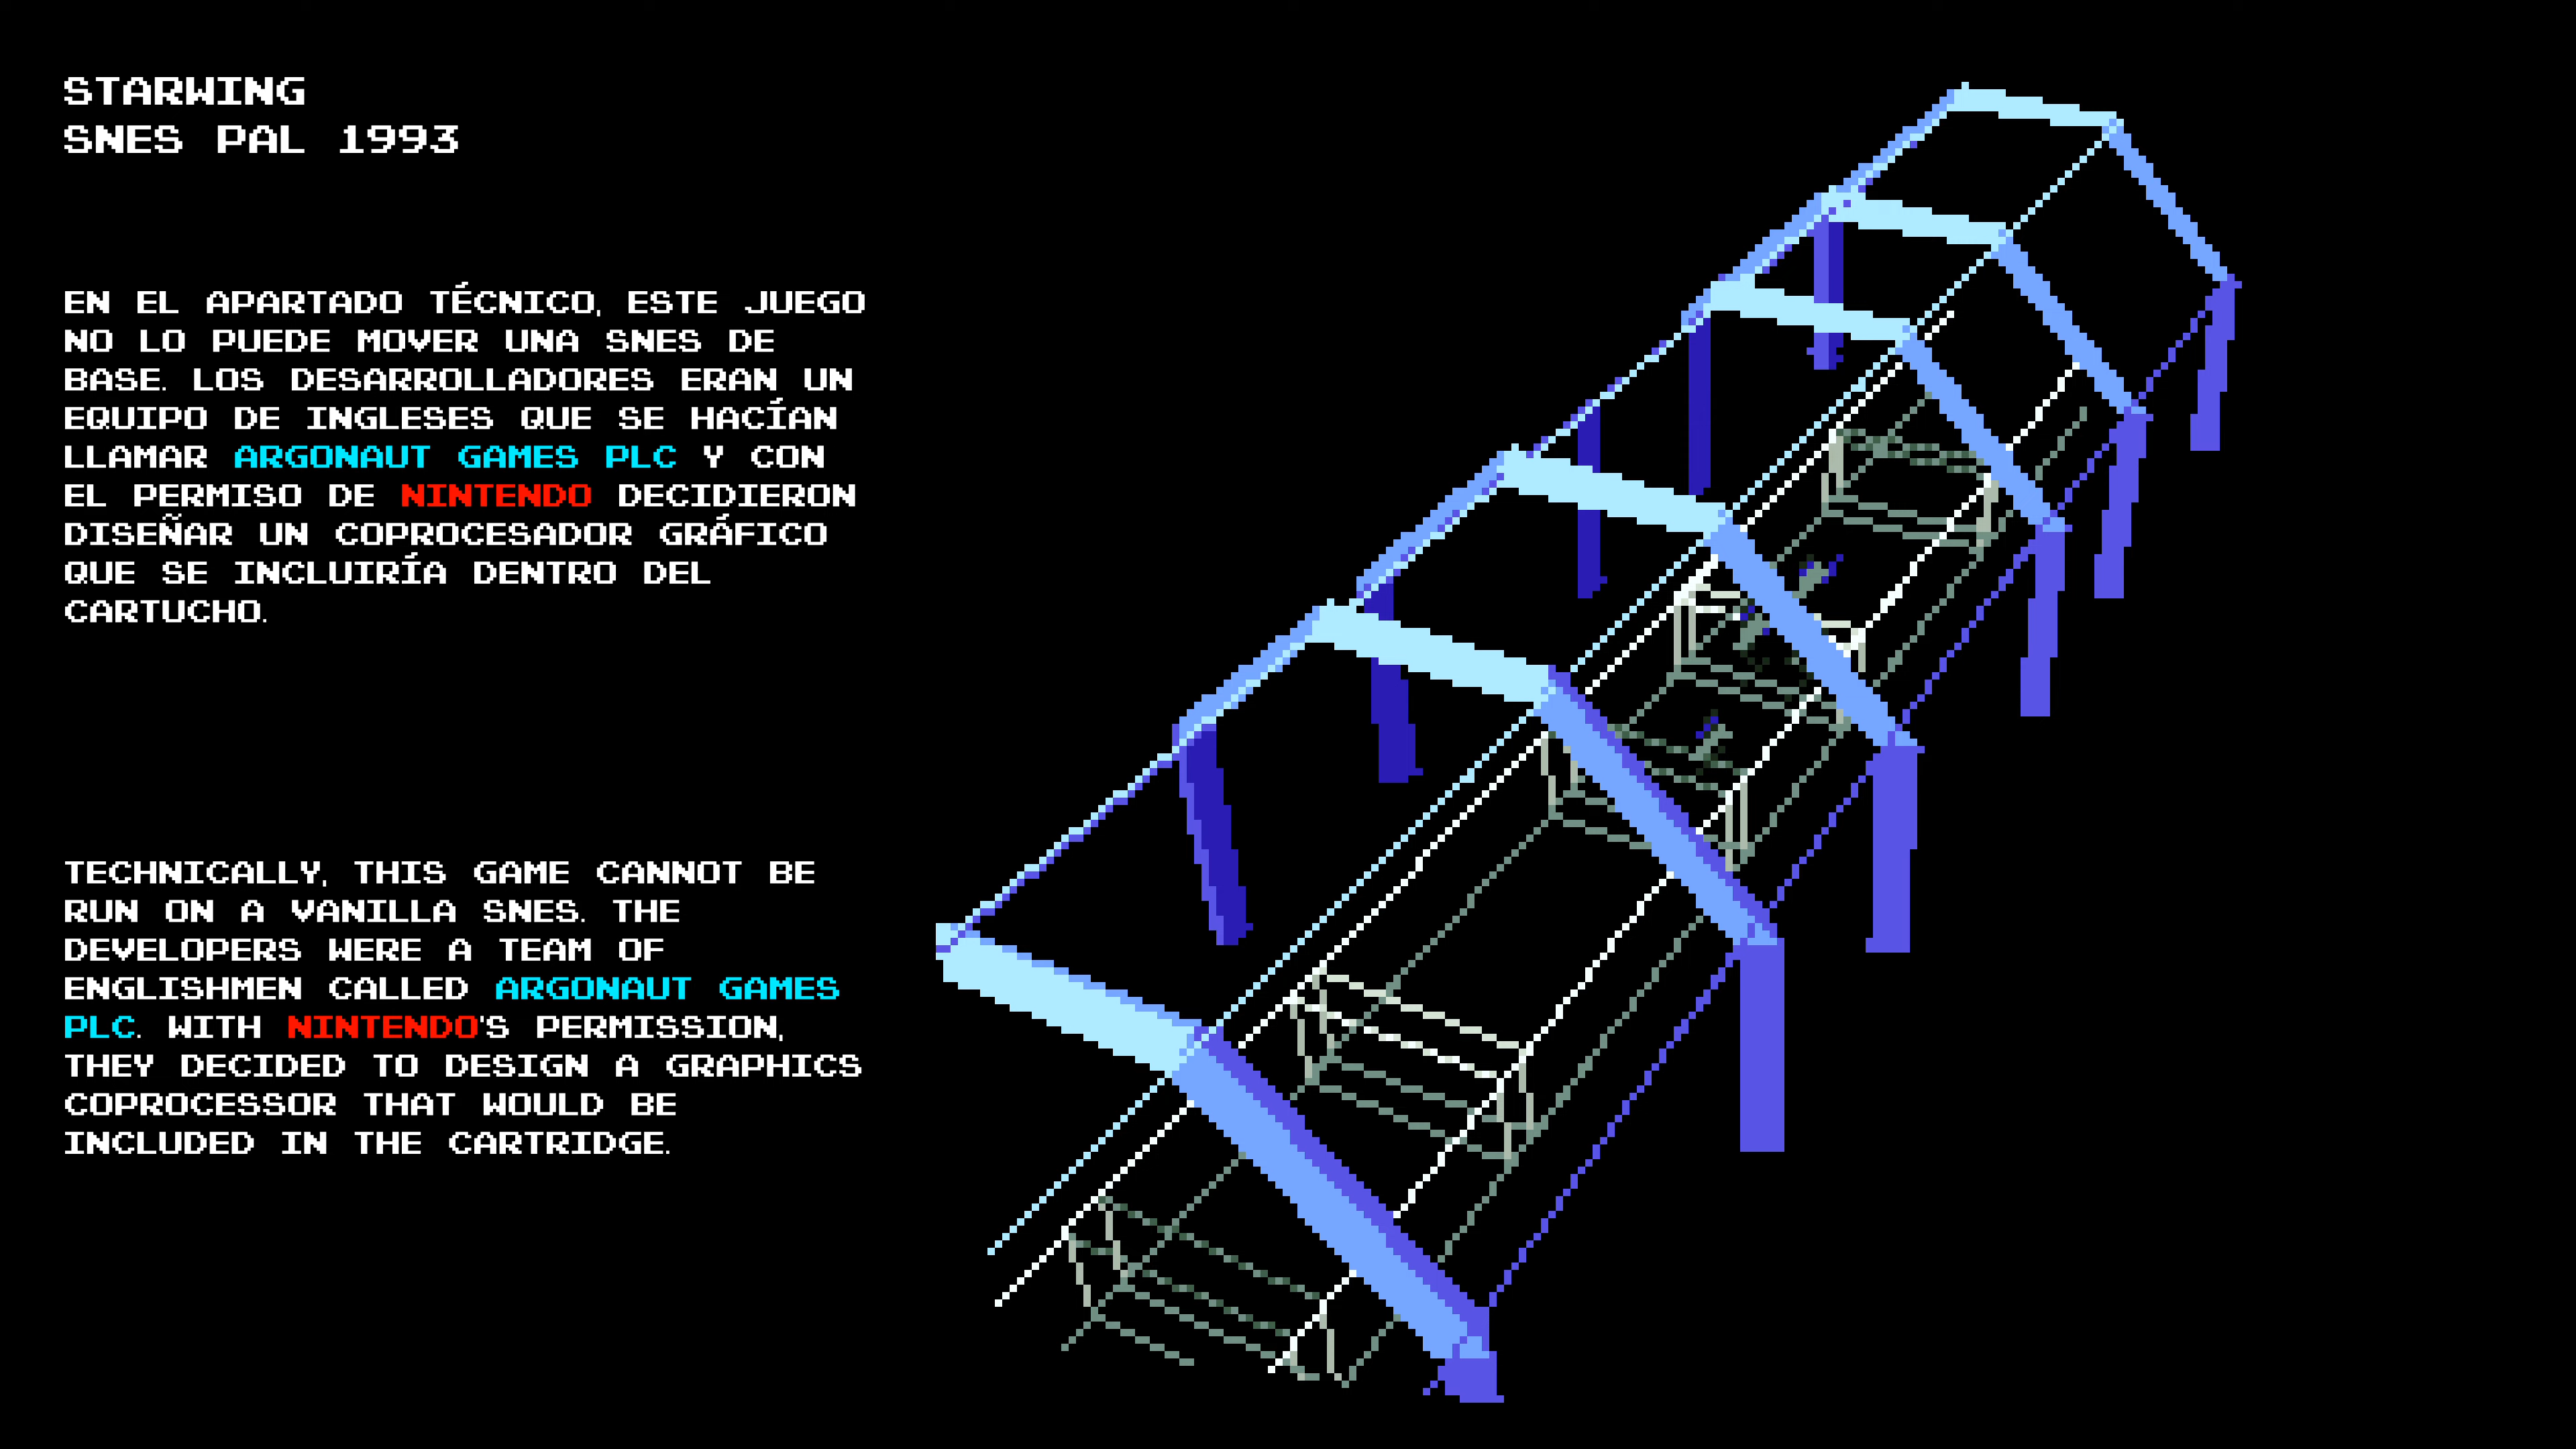 STARWING
SNES PAL 1993
EN EL APARTADO TÉCNICO, ESTE JUEGO
NO LO PUEDE MOVER UNA SNES DE
BASE. LOS DESARROLLADORES ERAN UN
EQUIPO DE INGLESES QUE SE HACÍAN
LLAMAR ARGONAUT GAMES PLC Y CON
EL PERMISO DE NINTENDO DECIDIERON
DISEÑAR UN COPROCESADOR GRÁFICO
QUE SE INCLUIRÍA DENTRO DEL
CARTUCHO.
TECHNICALLY, THIS GAME CANNOT BE
RUN ON A VANILLA SNES. THE
DEVELOPERS WERE A TEAM OF
ENGLISHMEN CALLED ARGONAUT GAMES
PLC. WITH NINTENDO'S PERMISSION,
THEY DECIDED TO DESIGN A GRAPHICS
COPROCESSOR THAT WOULD BE
INCLUDED IN THE CARTRIDGE.